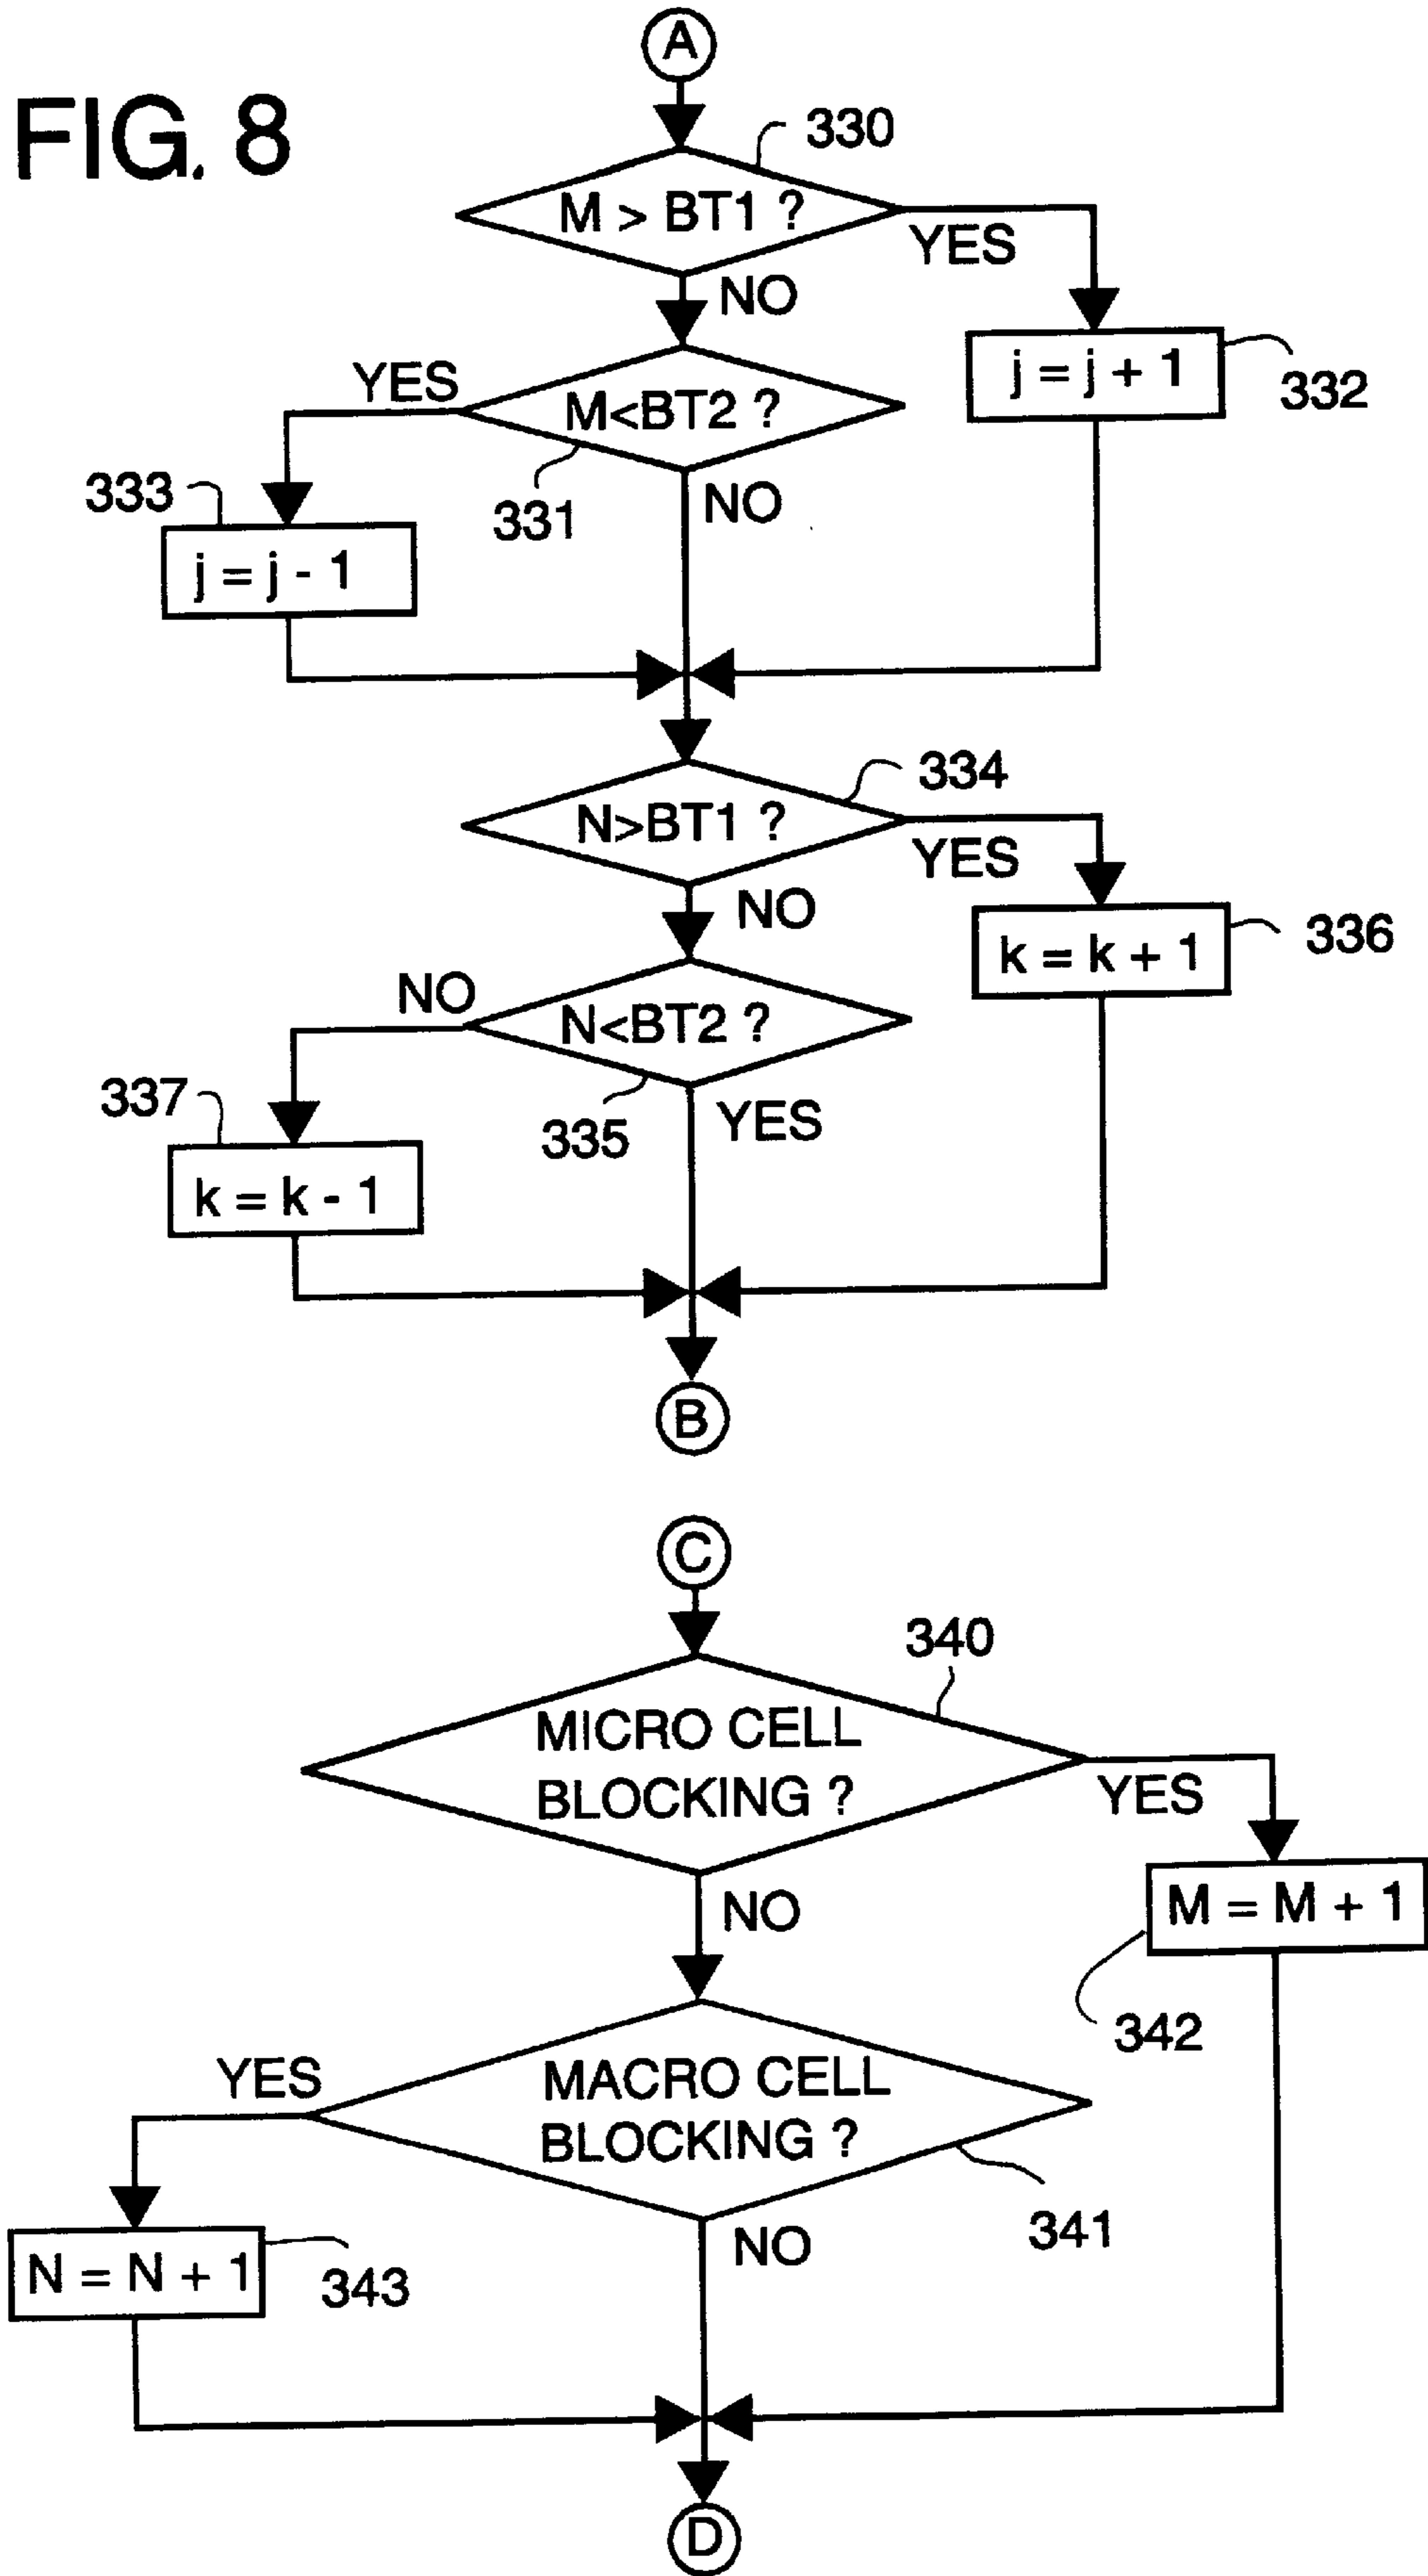 A
FIG. 8
330
M > BT1 ?
YES
NO
j = j + 1
332
YES
M<BT2 ?
333
331
NO
j = j - 1
334
N>BT1 ?
YES
NO
k = k + 1
336
NO
N<BT2 ?
337
335
YES
k = k - 1
B
C
340
MICRO CELL
BLOCKING ?
YES
NO
M = M + 1
342
YES
MACRO CELL
BLOCKING ?
341
NO
N = N + 1
343
D